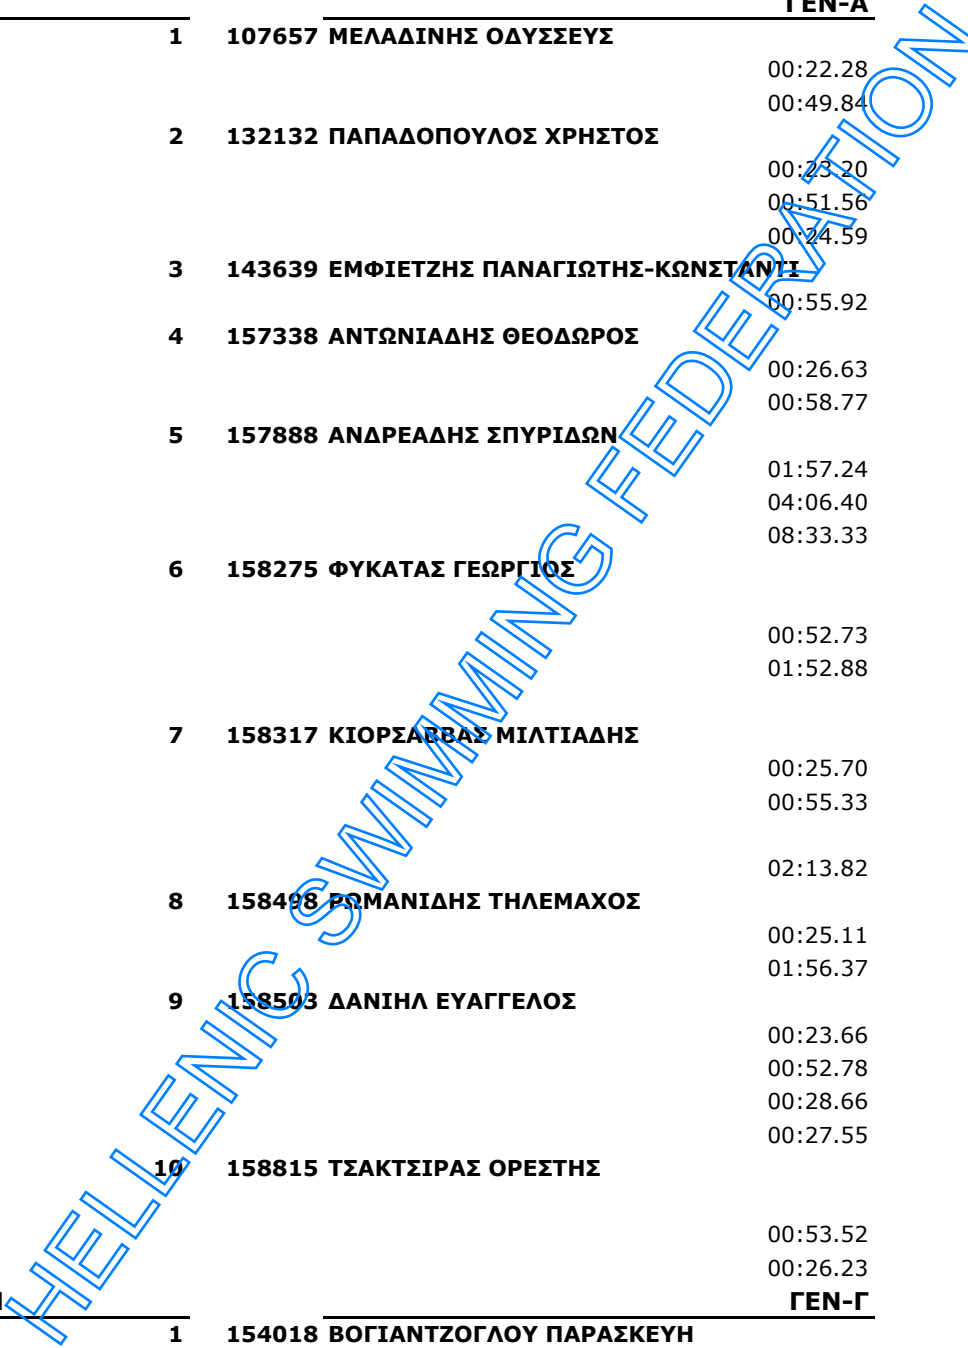 ΓΕΝ-Α
1 107657 ΜΕΛΑΔΙΝΗΣ ΟΔΥΣΣΕΥΣ
00:22.28
00:49.84
2 132132 ΠΑΠΑΔΟΠΟΥΛΟΣ ΧΡΗΣΤΟΣ
00:23.20
00:51.56
00:24.59
3 143639 ΕΜΦΙΕΤΖΗΣ ΠΑΝΑΓΙΩΤΗΣ-ΚΩΝΣΤΑΝΤΙ
00:55.92
4 157338 ΑΝΤΩΝΙΑΔΗΣ ΘΕΟΔΩΡΟΣ
00:26.63
00:58.77
5 157888 ΑΝΔΡΕΑΔΗΣ ΣΠΥΡΙΔΩΝ
01:57.24
04:06.40
08:33.33
6 158275 ΦΥΚΑΤΑΣ ΓΕΩΡΓΙΟΣ
00:52.73
01:52.88
7 158317 ΚΙΟΡΣΑΒΒΑΣ ΜΙΛΤΙΑΔΗΣ
00:25.70
00:55.33
02:13.82
8 158498 ΡΩΜΑΝΙΔΗΣ ΤΗΛΕΜΑΧΟΣ
00:25.11
01:56.37
9 158503 ΔΑΝΙΗΛ ΕΥΑΓΓΕΛΟΣ
00:23.66
00:52.78
00:28.66
00:27.55
10 158815 ΤΣΑΚΤΣΙΡΑΣ ΟΡΕΣΤΗΣ
00:53.52
00:26.23
ΓΕΝ-Γ
1 154018 ΒΟΓΙΑΝΤΖΟΓΛΟΥ ΠΑΡΑΣΚΕΥΗ
HELLENIC SWIMMING FEDERATION